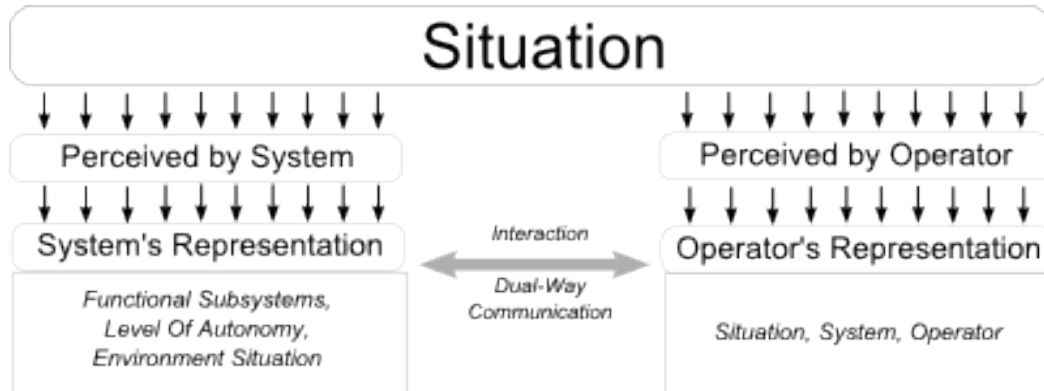 Situation
Perceived by System
Perceived by Operator
System's Representation
Operator's Representation
Interaction
Dual-Way
Communication
Functional Subsystems,
Level Of Autonomy,
Environment Situation
Situation, System, Operator